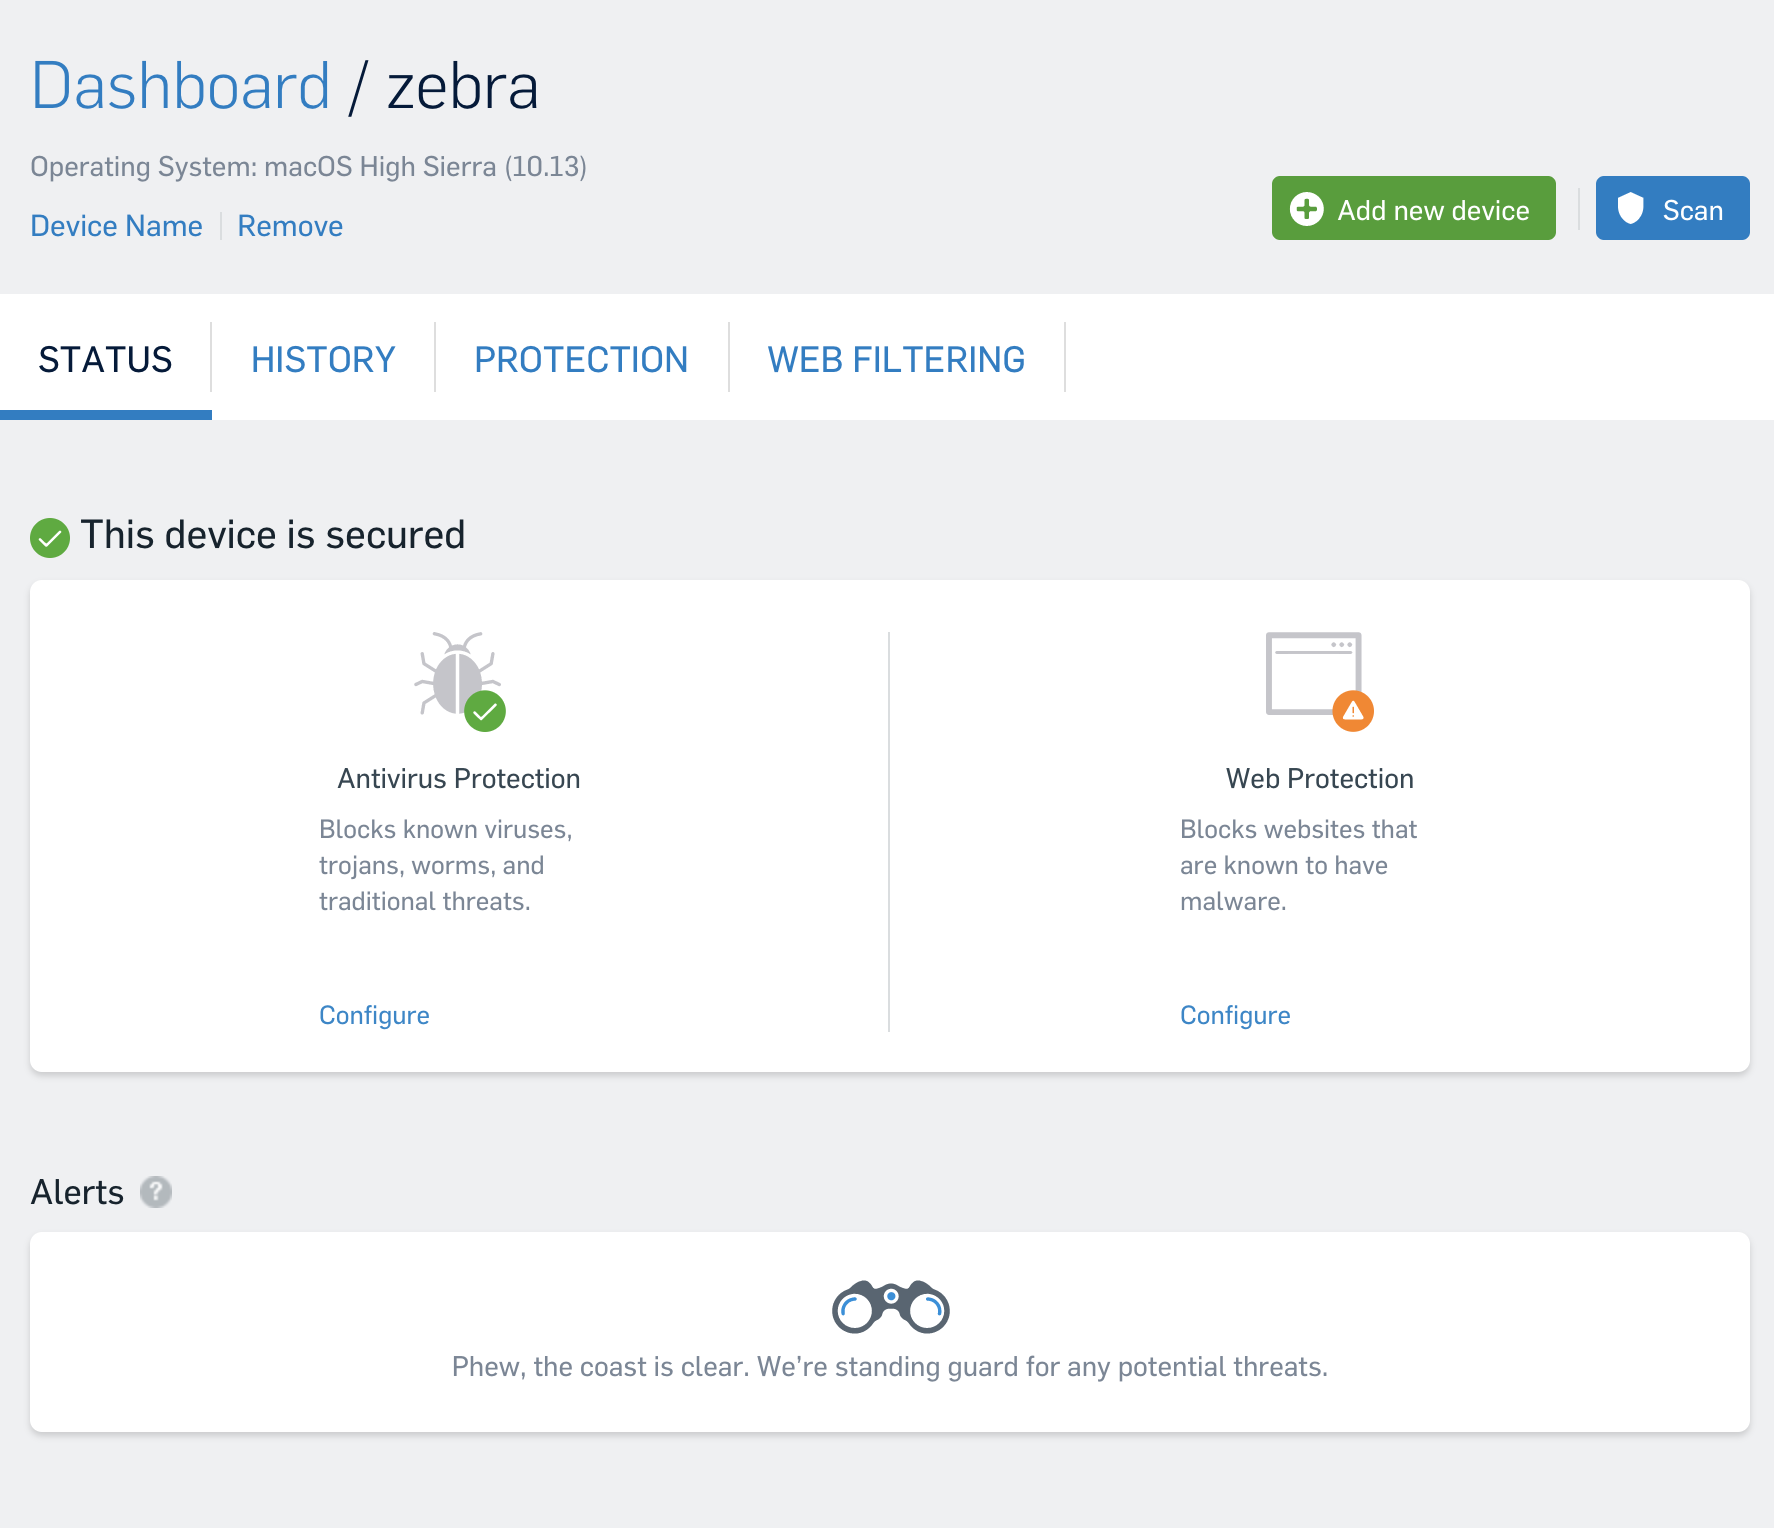 Dashboard / zebra
Operating System: macOS High Sierra (10.13)
Device Name Remove
Add new device Scan
STATUS HISTORY PROTECTION WEB FILTERING
This device is secured
Antivirus Protection
Blocks known viruses,
trojans, worms, and
traditional threats.
Configure
Web Protection
Blocks websites that
are known to have
malware.
Configure
Alerts ?
Phew, the coast is clear. We’re standing guard for any potential threats.